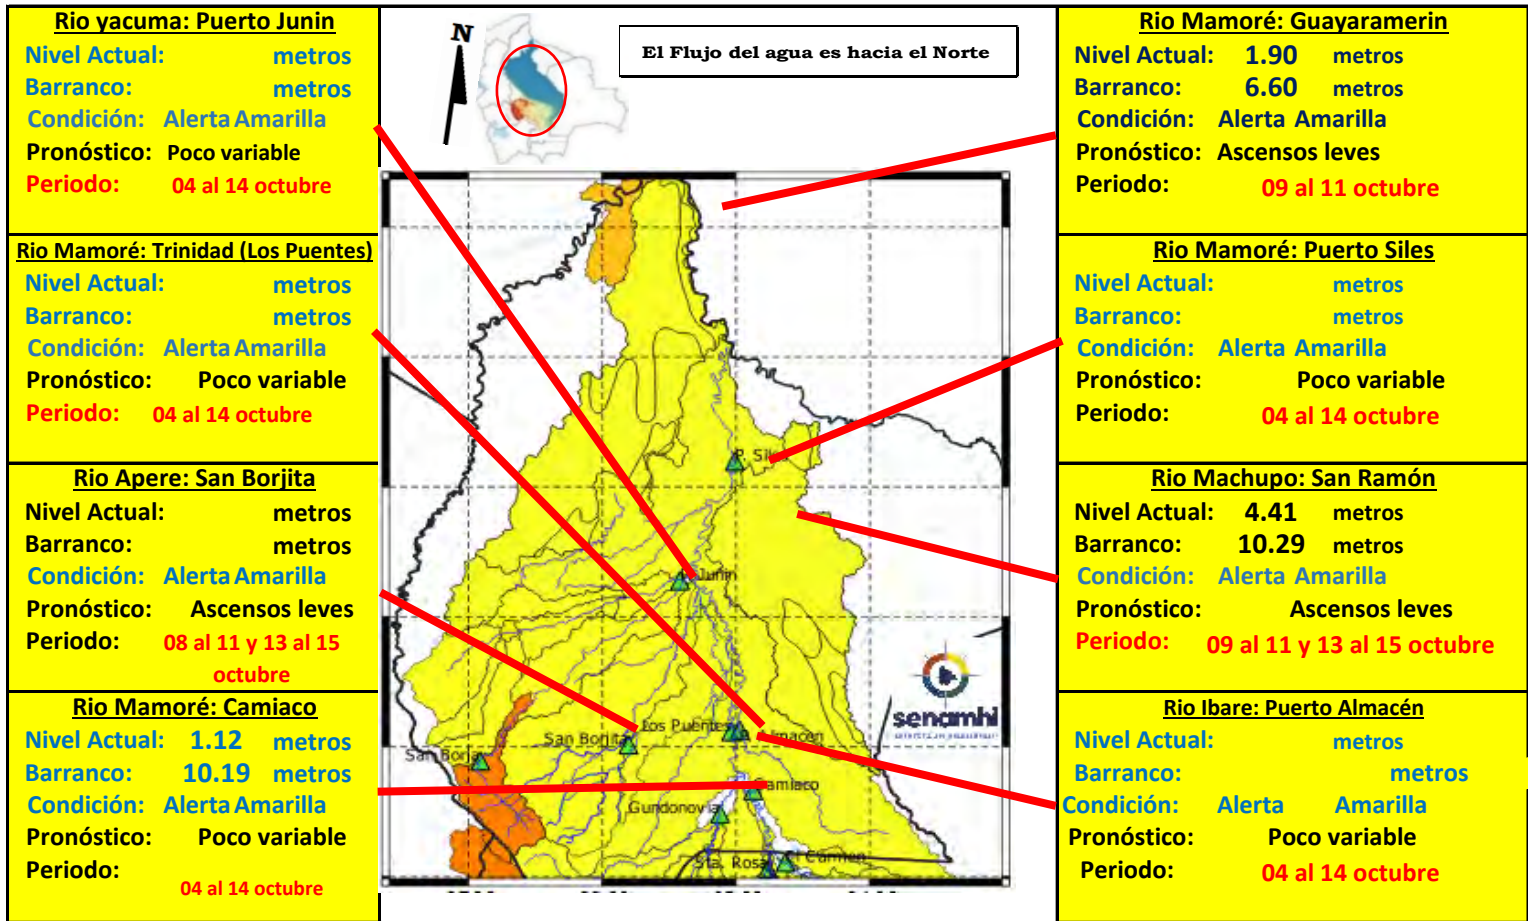 Rio yacuma: Puerto Junin
Nivel Actual: metros
Barranco: metros
Condición: Alerta Amarilla
Pronóstico: Poco variable
Periodo: 04 al 14 octubre
Rio Mamoré: Trinidad (Los Puentes)
Nivel Actual: metros
Barranco: metros
Condición: Alerta Amarilla
Pronóstico: Poco variable
Periodo: 04 al 14 octubre
Rio Apere: San Borjita
Nivel Actual: metros
Barranco: metros
Condición: Alerta Amarilla
Pronóstico: Ascensos leves
Periodo: 08 al 11 y 13 al 15
octubre
Rio Mamoré: Camiaco
Nivel Actual: 1.12 metros
Barranco: 10.19 metros
Condición: Alerta Amarilla
Pronóstico: Poco variable
Periodo:
04 al 14 octubre
N
El Flujo del agua es hacia el Norte
P. Siles
Junin
Los Puentes
P. Almacén
San Borjita
San Borja
Camiaco
Gundonovia
Sta. Rosa
El Carmen
senamhi
Rio Mamoré: Guayaramerin
Nivel Actual: 1.90 metros
Barranco: 6.60 metros
Condición: Alerta Amarilla
Pronóstico: Ascensos leves
Periodo: 09 al 11 octubre
Rio Mamoré: Puerto Siles
Nivel Actual: metros
Barranco: metros
Condición: Alerta Amarilla
Pronóstico: Poco variable
Periodo: 04 al 14 octubre
Rio Machupo: San Ramón
Nivel Actual: 4.41 metros
Barranco: 10.29 metros
Condición: Alerta Amarilla
Pronóstico: Ascensos leves
Periodo: 09 al 11 y 13 al 15 octubre
Rio Ibare: Puerto Almacén
Nivel Actual: metros
Barranco: metros
Condición: Alerta Amarilla
Pronóstico: Poco variable
Periodo: 04 al 14 octubre